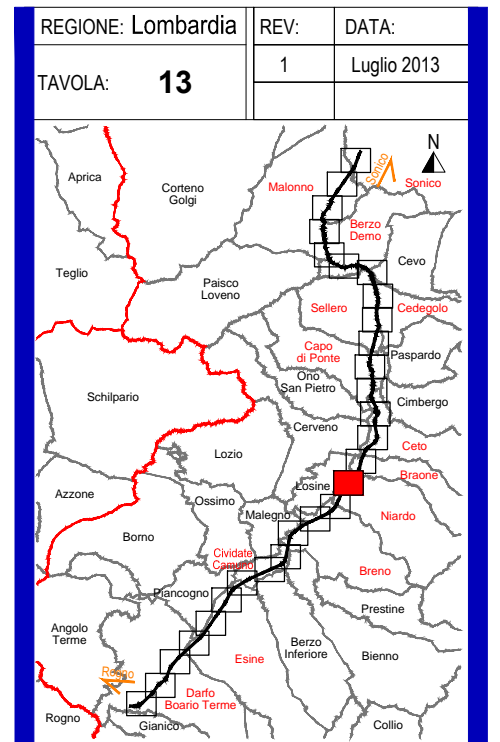 REGIONE: Lombardia
REV:
DATA:
TAVOLA: 13
1
Luglio 2013
N
Aprica
Corteno
Golgi
Malonno
Sonico
Sonico
Berzo
Demo
Cevo
Teglio
Paisco
Loveno
Sellero
Cedegolo
Capo
di Ponte
Paspardo
Ono
San Pietro
Schilpario
Cimbergo
Cerveno
Ceto
Lozio
Braone
Losine
Azzone
Ossimo
Malegno
Niardo
Borno
Cividate
Camuno
Breno
Piancogno
Prestine
Angolo
Terme
Berzo
Inferiore
Bienno
Esine
Rogno
Darfo
Boario Terme
Rogno
Gianico
Collio